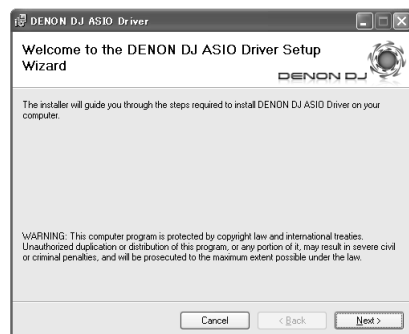 DENON DJ ASIO Driver
Welcome to the DENON DJ ASIO Driver Setup
Wizard
DENON DJ
The installer will guide you through the steps required to install DENON DJ ASIO Driver on your
computer.
WARNING: This computer program is protected by copyright law and international treaties.
Unauthorized duplication or distribution of this program, or any portion of it, may result in severe civil
or criminal penalties, and will be prosecuted to the maximum extent possible under the law.
Cancel
< Back
Next >